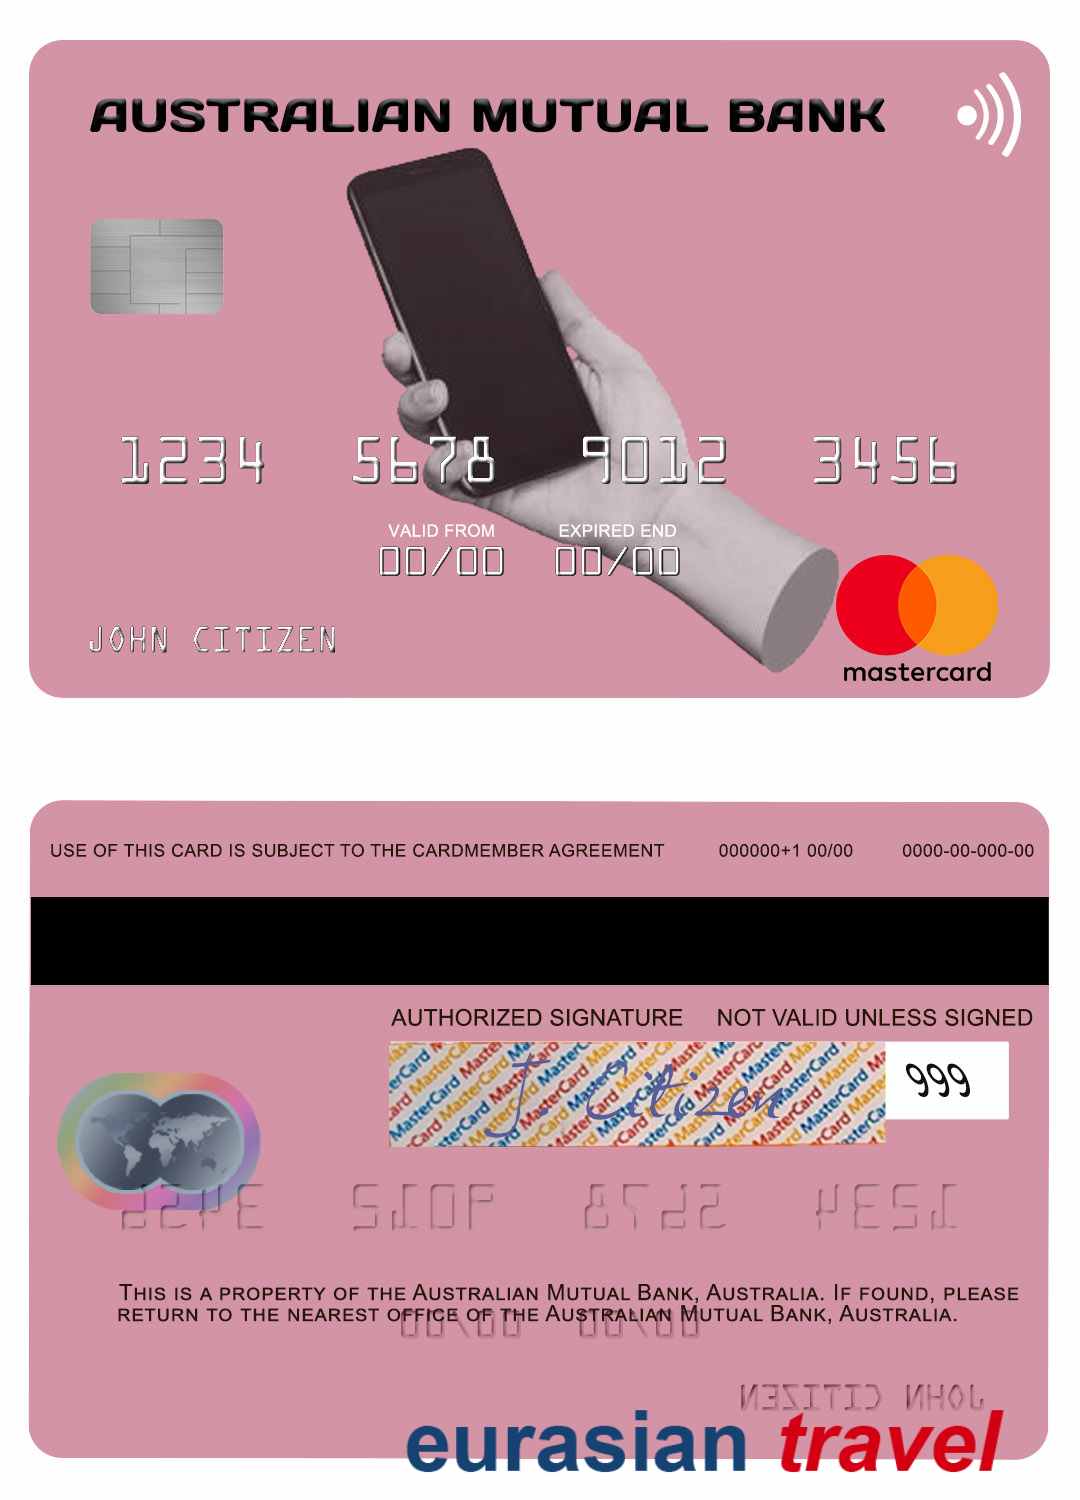 AUSTRALIAN MUTUAL BANK
1234 5678 9012 3456
VALID FROM EXPIRED END
00/00 00/00
JOHN CITIZEN
mastercard
USE OF THIS CARD IS SUBJECT TO THE CARDMEMBER AGREEMENT 000000+1 00/00 0000-00-000-00
AUTHORIZED SIGNATURE NOT VALID UNLESS SIGNED
J. Citizen 999
THIS IS A PROPERTY OF THE AUSTRALIAN MUTUAL BANK, AUSTRALIA. IF FOUND, PLEASE
RETURN TO THE NEAREST OFFICE OF THE AUSTRALIAN MUTUAL BANK, AUSTRALIA.
JOHN CITIZEN
eurasian travel